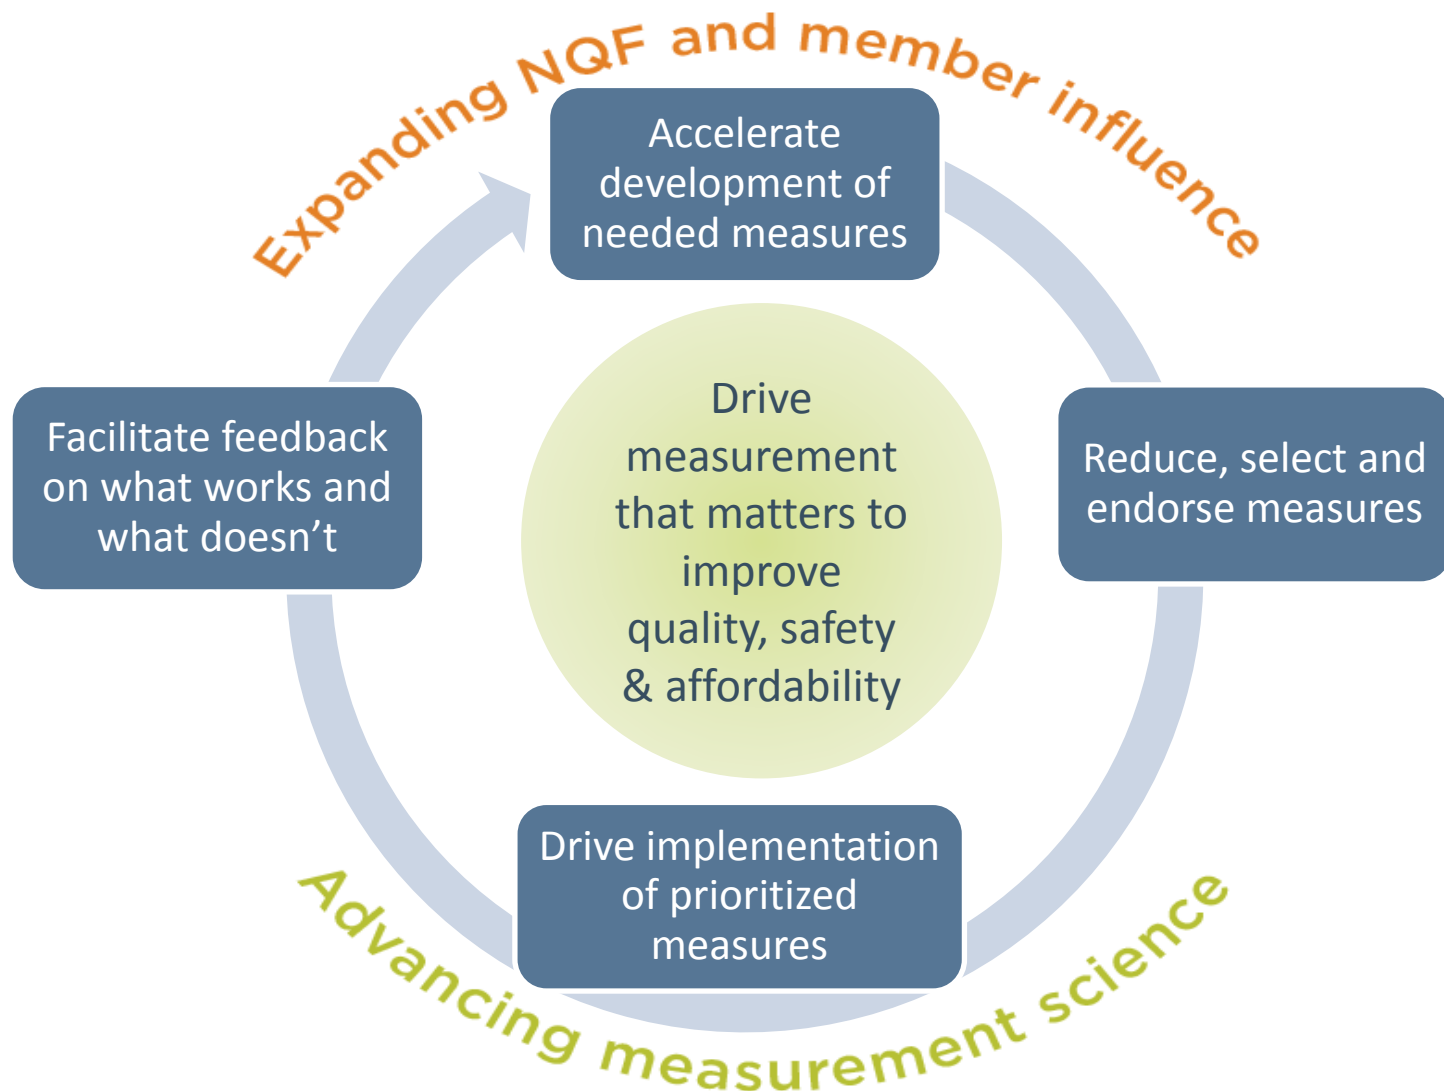 Expanding NQF and member influence
Accelerate
development of
needed measures
Reduce, select and
endorse measures
Drive implementation
of prioritized
measures
Facilitate feedback
on what works and
what doesn’t
Drive
measurement
that matters to
improve
quality, safety
& affordability
Advancing measurement science